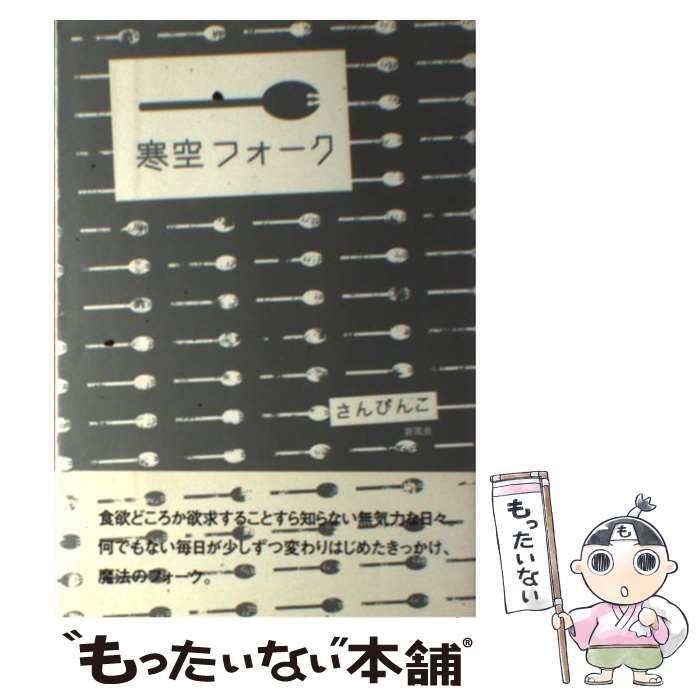 寒空フォーク
さんぴんこ
新風舎
食欲どころか欲求することすら知らない無気力な日々。
何でもない毎日が少しずつ変わりはじめたきっかけ、
魔法のフォーク。
もったいない
も
"もったいない本舗®